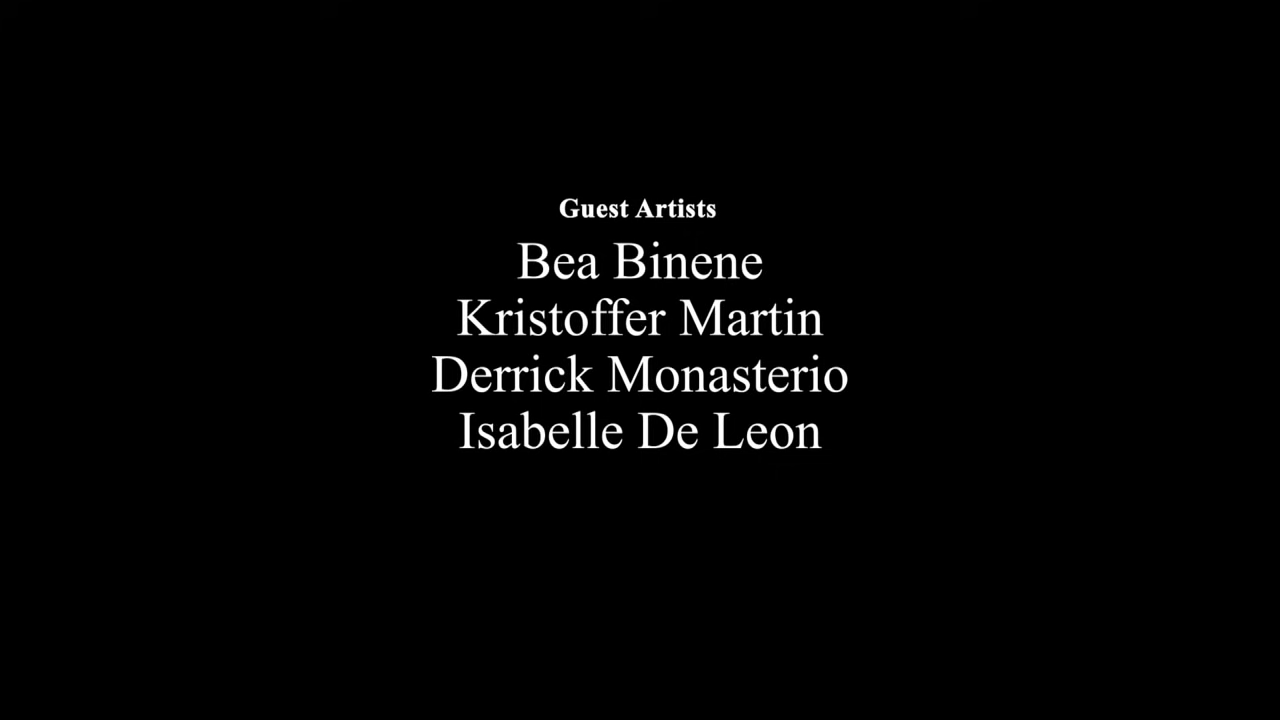 Guest Artists
Bea Binene
Kristoffer Martin
Derrick Monasterio
Isabelle De Leon